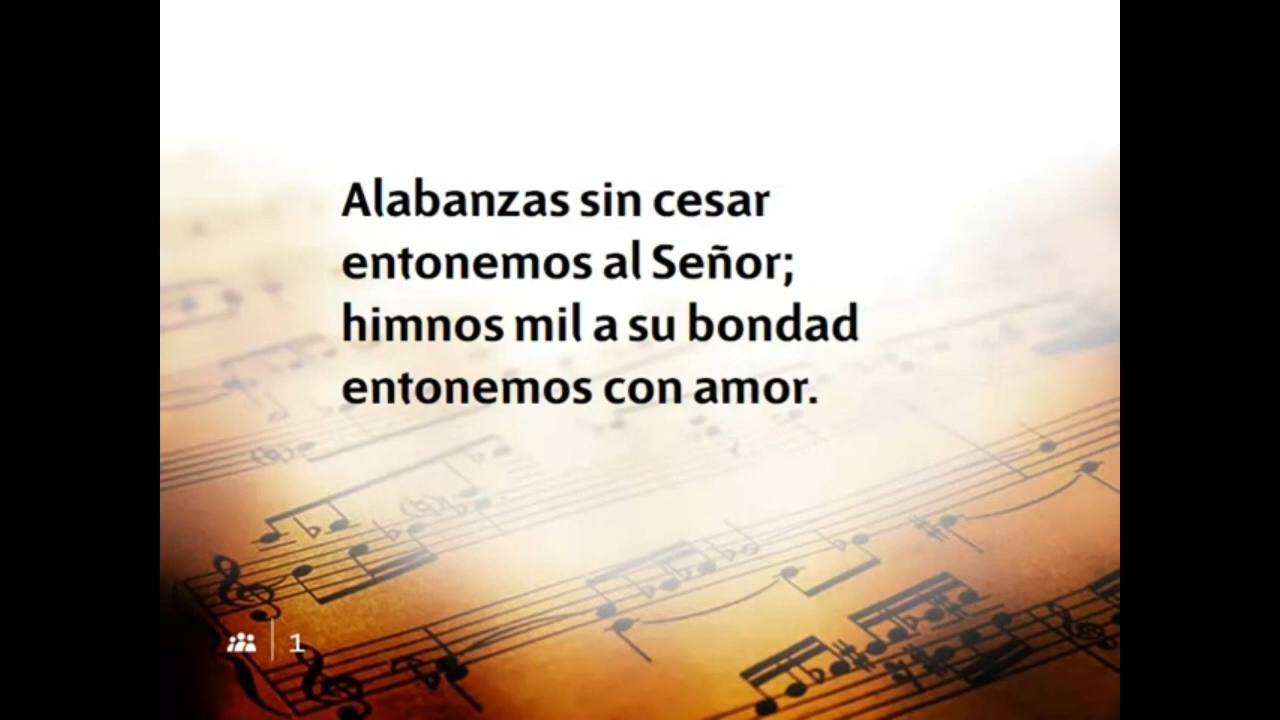 Alabanzas sin cesar
entonemos al Señor;
himnos mil a su bondad
entonemos con amor.
1